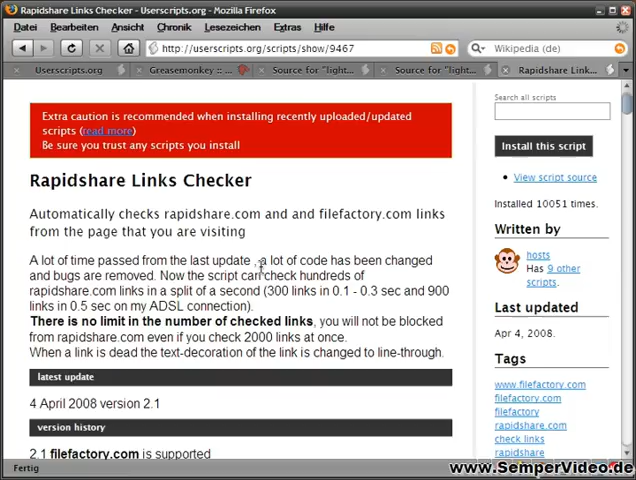 Rapidshare Links Checker - Userscripts.org - Mozilla Firefox
Datei Bearbeiten Ansicht Chronik Lesezeichen Extras Hilfe
http://userscripts.org/scripts/show/9467
Wikipedia (de)
Userscripts.org
Greasemonkey ::
Source for "light...
Source for "light...
Rapidshare Link...
Extra caution is recommended when installing recently uploaded/updated
scripts (read more)
Be sure you trust any scripts you install
Rapidshare Links Checker
Automatically checks rapidshare.com and and filefactory.com links
from the page that you are visiting
A lot of time passed from the last update , a lot of code has been changed
and bugs are removed. Now the script can check hundreds of
rapidshare.com links in a split of a second (300 links in 0.1 - 0.3 sec and 900
links in 0.5 sec on my ADSL connection).
There is no limit in the number of checked links, you will not be blocked
from rapidshare.com even if you check 2000 links at once.
When a link is dead the text-decoration of the link is changed to line-through.
latest update
4 April 2008 version 2.1
version history
2.1 filefactory.com is supported
Search all scripts
Install this script
View script source
Installed 10051 times.
Written by
hosts
Has 9 other
scripts.
Last updated
Apr 4, 2008.
Tags
www.filefactory.com
filefactory.com
filefactory
rapidshare.com
check links
rapidshare
Fertig
www.SemperVideo.de